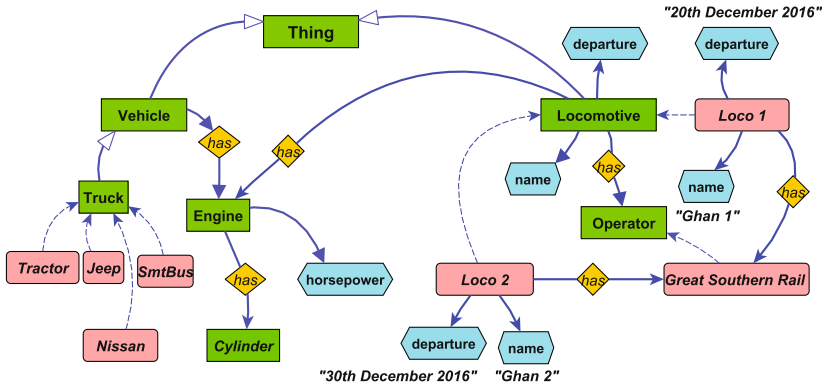 "20th December 2016"
Thing
departure
departure
Vehicle
Locomotive
Loco 1
has
has
has
name
name
has
Truck
Engine
"Ghan 1"
Operator
Tractor
Jeep
SmtBus
has
horsepower
Loco 2
has
Great Southern Rail
Nissan
Cylinder
departure
name
"30th December 2016"
"Ghan 2"